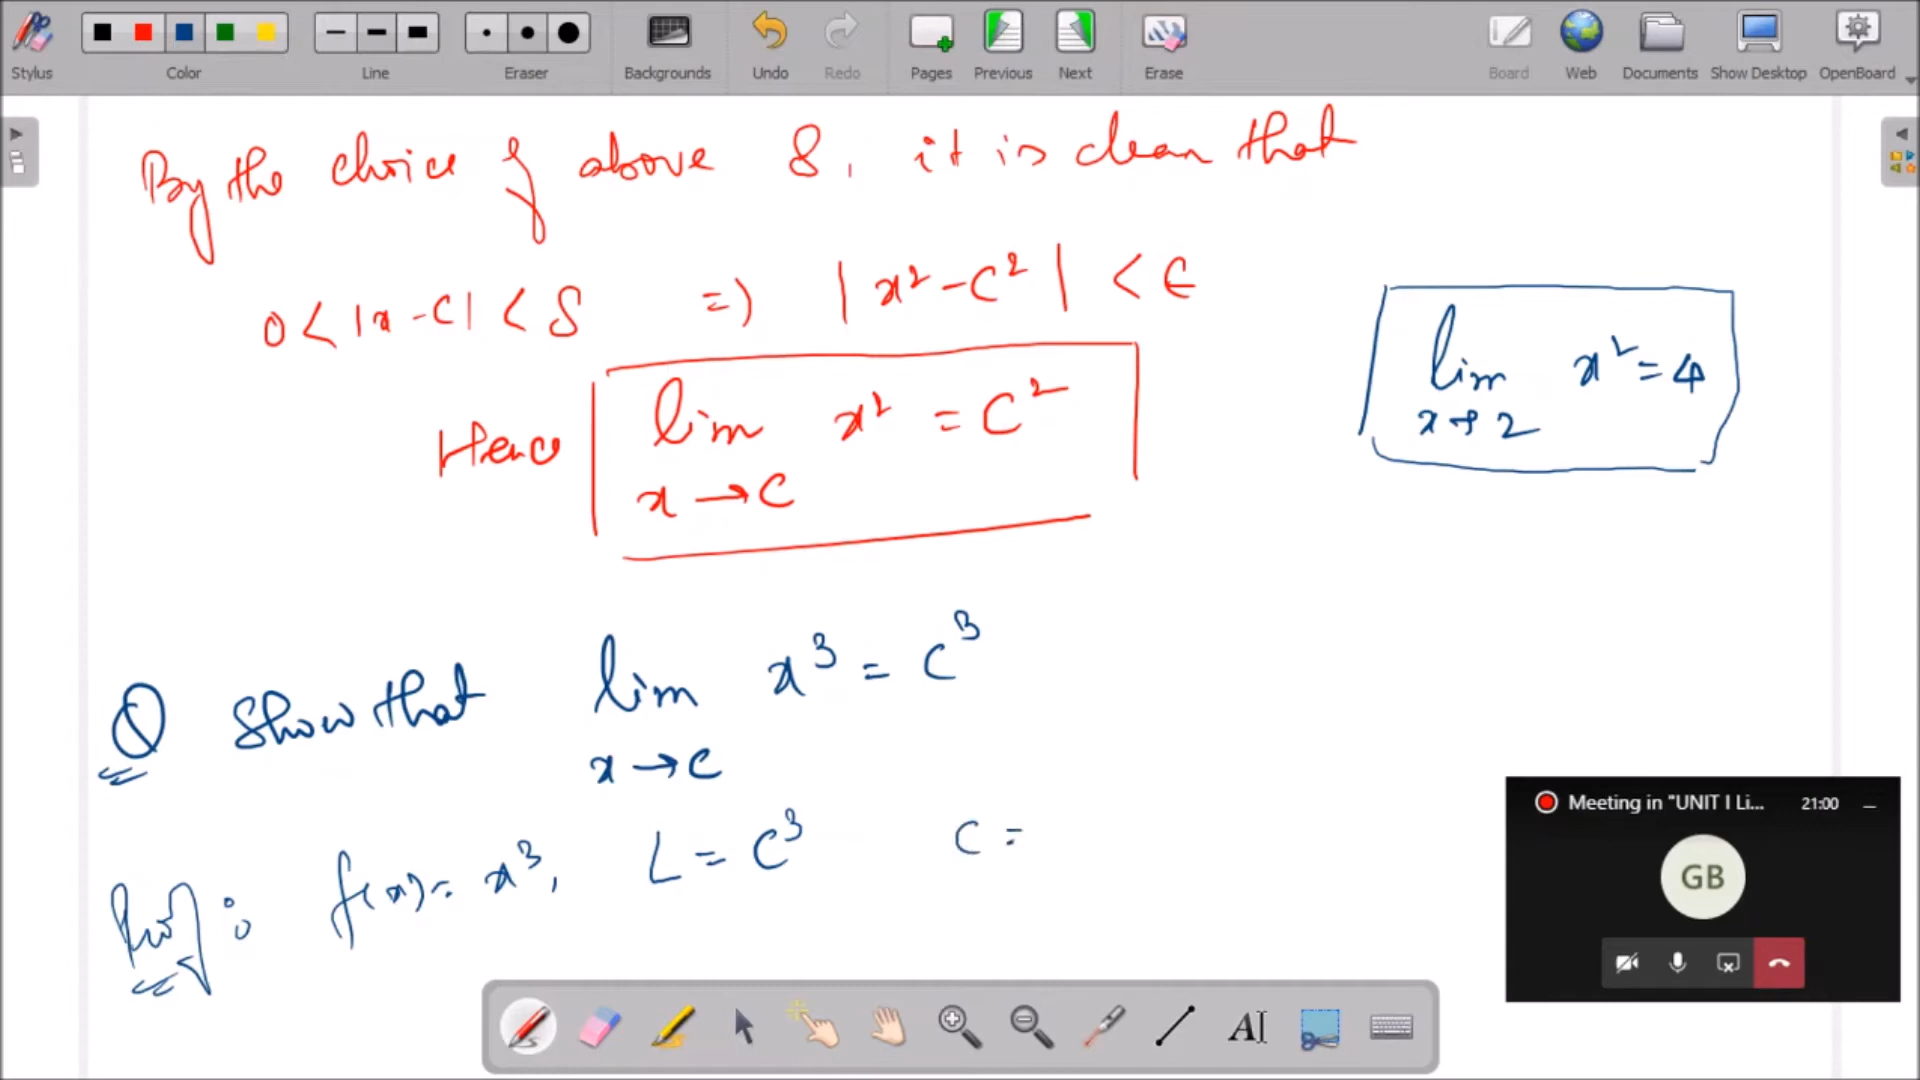 Stylus Color Line Eraser Backgrounds Undo Redo Pages Previous Next Erase Board Web Documents Show Desktop OpenBoard
By the choice of above δ, it is clear that
0 < |x - c| < δ => |x² - c²| < ϵ
Hence lim x² = c²
x → c
lim x² = 4
x → 2
Q Show that lim x³ = c³
x → c
Proof: f(x) = x³, L = c³ c =
Meeting in "UNIT I Li... 21:00
GB